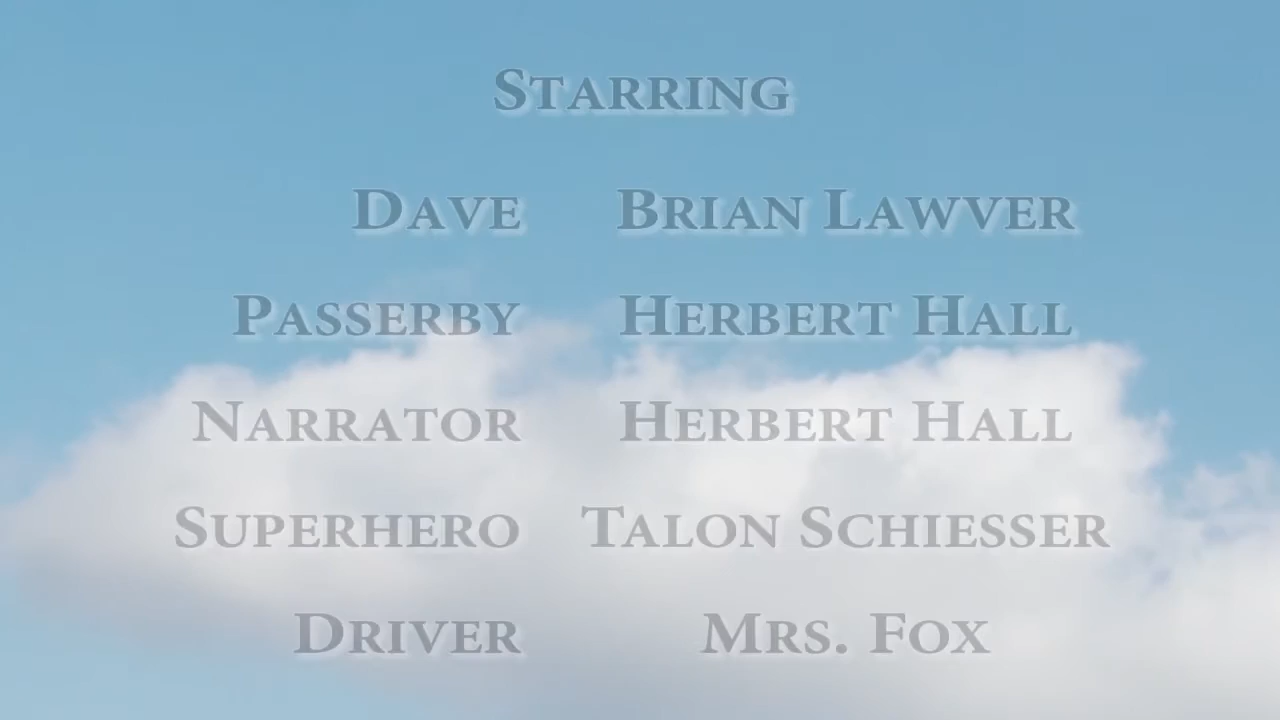 Starring
Dave Brian Lawver
Passerby Herbert Hall
Narrator Herbert Hall
Superhero Talon Schiesser
Driver Mrs. Fox